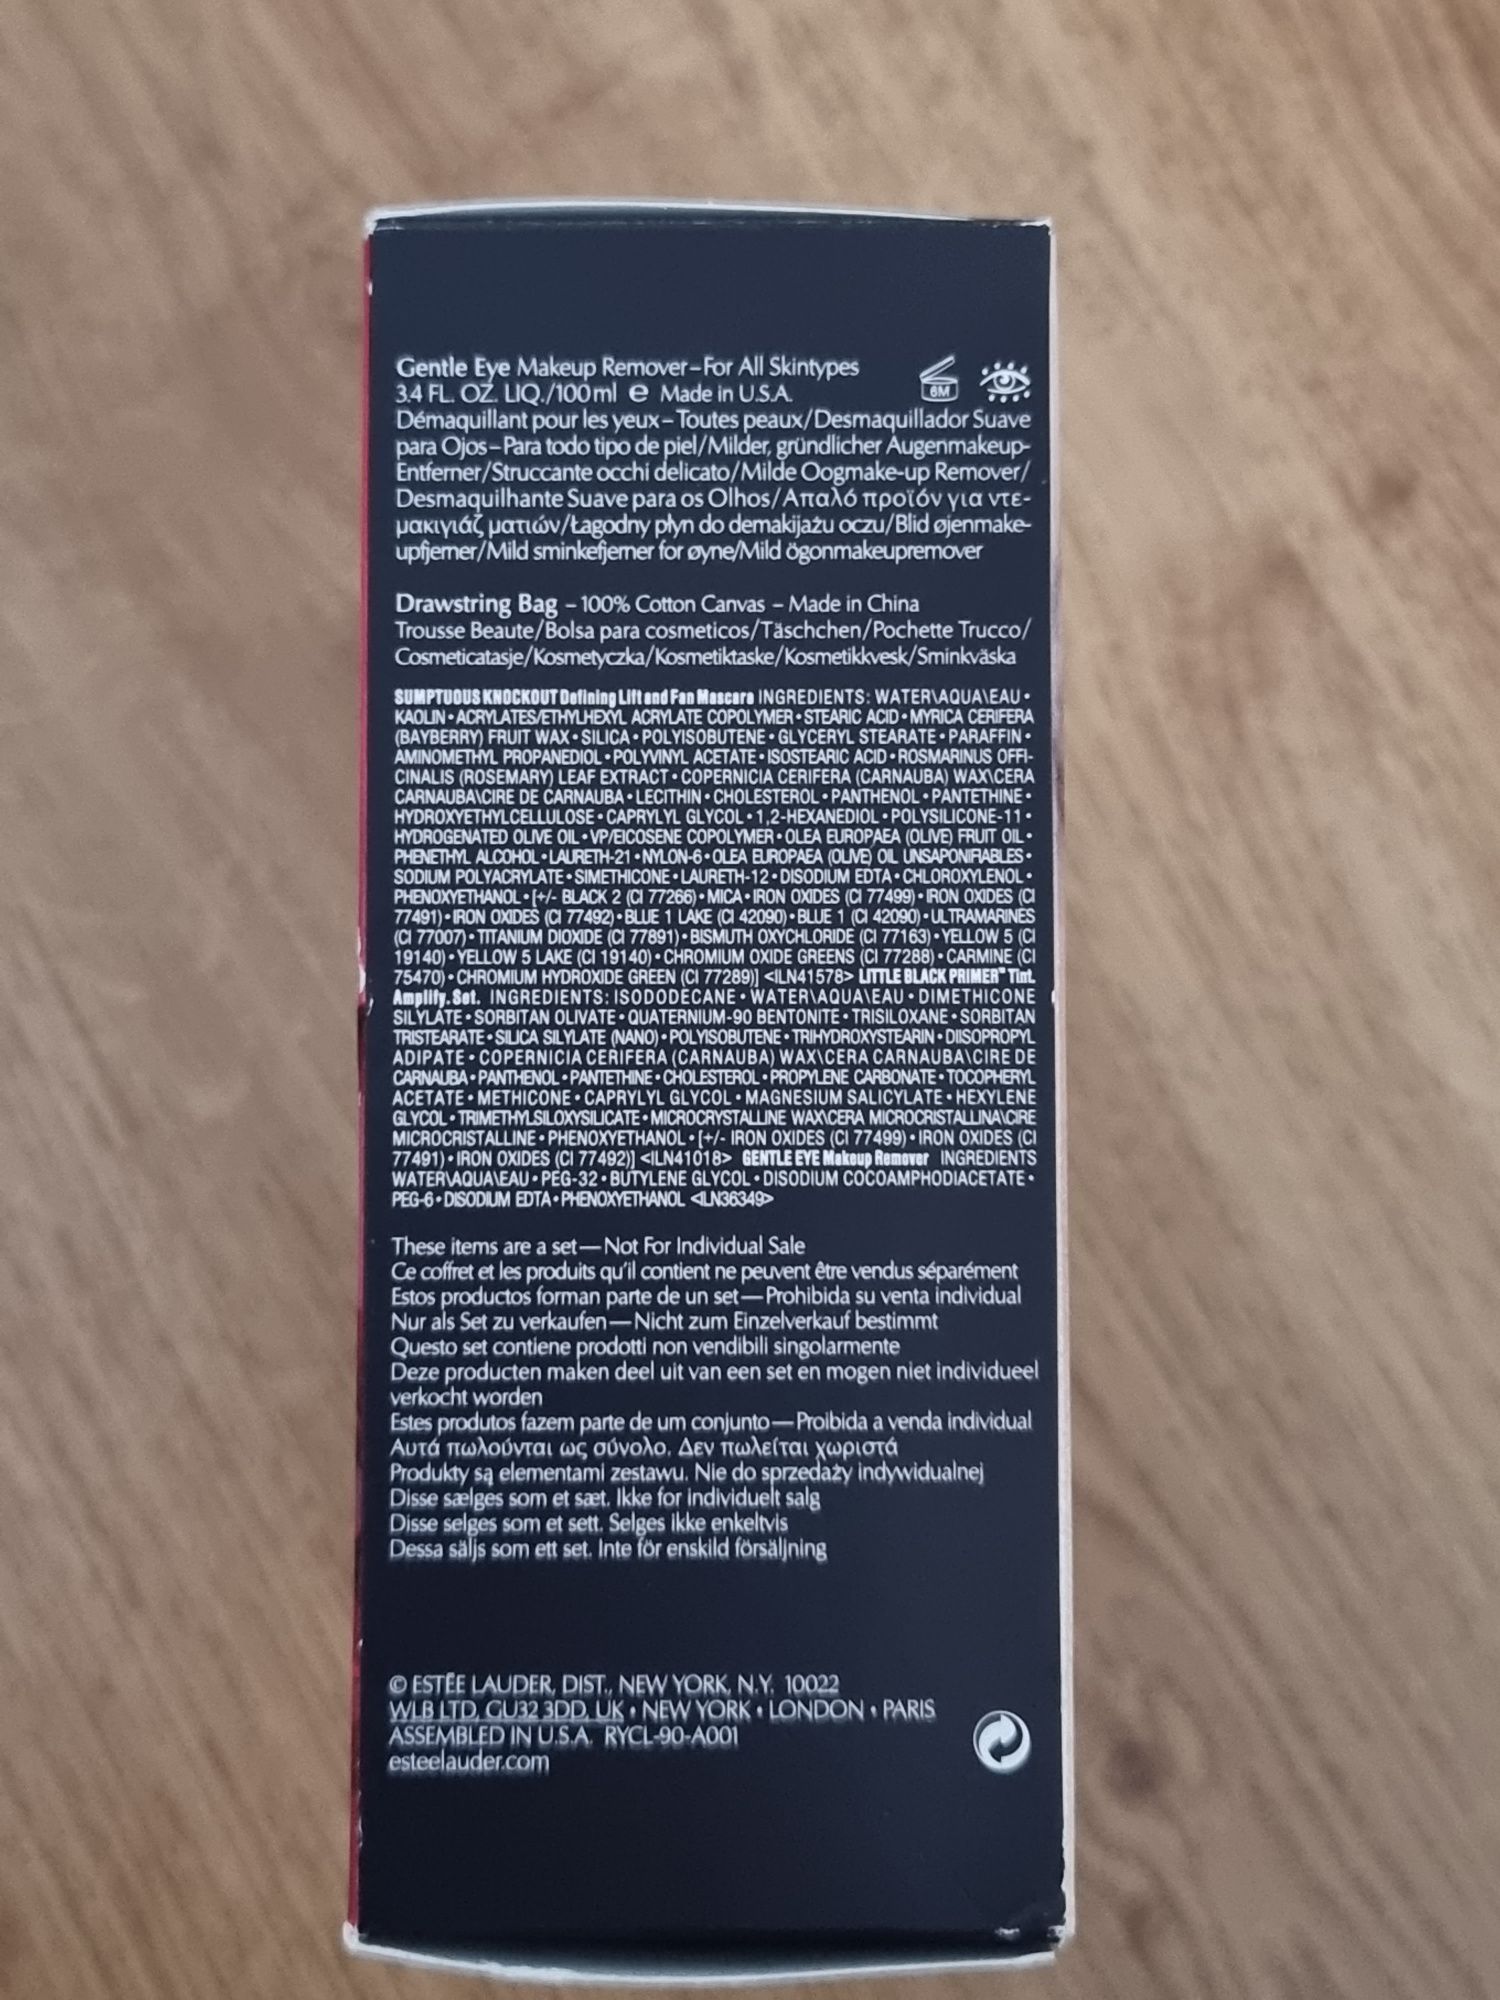 Gentle Eye Makeup Remover–For All Skintypes
3.4 FL. OZ. LIQ./100ml e Made in U.S.A.
6M
Démaquillant pour les yeux–Toutes peaux/Desmaquillador Suave
para Ojos–Para todo tipo de piel/Milder, gründlicher Augenmakeup-
Entferner/Struccante occhi delicato/Milde Oogmake-up Remover/
Desmaquilhante Suave para os Olhos/Απαλό προϊόν για ντε-
μακιγιάζ ματιών/Łagodny płyn do demakijażu oczu/Blid øjenmake-
upfjerner/Mild sminkefjerner for øyne/Mild ögonmakeupremover
Drawstring Bag – 100% Cotton Canvas – Made in China
Trousse Beaute/Bolsa para cosmeticos/Täschchen/Pochette Trucco/
Cosmeticatasje/Kosmetyczka/Kosmetiktaske/Kosmetikkvesk/Sminkväska
SUMPTUOUS KNOCKOUT Defining Lift and Fan Mascara INGREDIENTS: WATER\AQUA\EAU •
KAOLIN • ACRYLATES/ETHYLHEXYL ACRYLATE COPOLYMER • STEARIC ACID • MYRICA CERIFERA
(BAYBERRY) FRUIT WAX • SILICA • POLYISOBUTENE • GLYCERYL STEARATE • PARAFFIN •
AMINOMETHYL PROPANEDIOL • POLYVINYL ACETATE • ISOSTEARIC ACID • ROSMARINUS OFFI-
CINALIS (ROSEMARY) LEAF EXTRACT • COPERNICIA CERIFERA (CARNAUBA) WAX\CERA
CARNAUBA\CIRE DE CARNAUBA • LECITHIN • CHOLESTEROL • PANTHENOL • PANTETHINE •
HYDROXYETHYLCELLULOSE • CAPRYLYL GLYCOL • 1,2-HEXANEDIOL • POLYSILICONE-11 •
HYDROGENATED OLIVE OIL • VP/EICOSENE COPOLYMER • OLEA EUROPAEA (OLIVE) FRUIT OIL •
PHENETHYL ALCOHOL • LAURETH-21 • NYLON-6 • OLEA EUROPAEA (OLIVE) OIL UNSAPONIFIABLES •
SODIUM POLYACRYLATE • SIMETHICONE • LAURETH-12 • DISODIUM EDTA • CHLOROXYLENOL •
PHENOXYETHANOL • [+/- BLACK 2 (CI 77266) • MICA • IRON OXIDES (CI 77499) • IRON OXIDES (CI
77491) • IRON OXIDES (CI 77492) • BLUE 1 LAKE (CI 42090) • BLUE 1 (CI 42090) • ULTRAMARINES
(CI 77007) • TITANIUM DIOXIDE (CI 77891) • BISMUTH OXYCHLORIDE (CI 77163) • YELLOW 5 (CI
19140) • YELLOW 5 LAKE (CI 19140) • CHROMIUM OXIDE GREENS (CI 77288) • CARMINE (CI
75470) • CHROMIUM HYDROXIDE GREEN (CI 77289)] <ILN41578> LITTLE BLACK PRIMER™ Tint.
Amplify. Set. INGREDIENTS: ISODODECANE • WATER\AQUA\EAU • DIMETHICONE
SILYLATE • SORBITAN OLIVATE • QUATERNIUM-90 BENTONITE • TRISILOXANE • SORBITAN
TRISTEARATE • SILICA SILYLATE (NANO) • POLYISOBUTENE • TRIHYDROXYSTEARIN • DIISOPROPYL
ADIPATE • COPERNICIA CERIFERA (CARNAUBA) WAX\CERA CARNAUBA\CIRE DE
CARNAUBA • PANTHENOL • PANTETHINE • CHOLESTEROL • PROPYLENE CARBONATE • TOCOPHERYL
ACETATE • METHICONE • CAPRYLYL GLYCOL • MAGNESIUM SALICYLATE • HEXYLENE
GLYCOL • TRIMETHYLSILOXYSILICATE • MICROCRYSTALLINE WAX\CERA MICROCRISTALLINA\CIRE
MICROCRISTALLINE • PHENOXYETHANOL • [+/- IRON OXIDES (CI 77499) • IRON OXIDES (CI
77491) • IRON OXIDES (CI 77492)] <ILN41018> GENTLE EYE Makeup Remover INGREDIENTS
WATER\AQUA\EAU • PEG-32 • BUTYLENE GLYCOL • DISODIUM COCOAMPHODIACETATE •
PEG-6 • DISODIUM EDTA • PHENOXYETHANOL <ILN36349>
These items are a set—Not For Individual Sale
Ce coffret et les produits qu'il contient ne peuvent être vendus séparément
Estos productos forman parte de un set—Prohibida su venta individual
Nur als Set zu verkaufen—Nicht zum Einzelverkauf bestimmt
Questo set contiene prodotti non vendibili singolarmente
Deze producten maken deel uit van een set en mogen niet individueel
verkocht worden
Estes produtos fazem parte de um conjunto—Proibida a venda individual
Αυτά πωλούνται ως σύνολο. Δεν πωλείται χωριστά
Produkty są elementami zestawu. Nie do sprzedaży indywidualnej
Disse sælges som et sæt. Ikke for individuelt salg
Disse selges som et sett. Selges ikke enkeltvis
Dessa säljs som ett set. Inte för enskild försäljning
© ESTĒE LAUDER, DIST., NEW YORK, N.Y. 10022
WLB LTD, GU32 3DD, UK • NEW YORK • LONDON • PARIS
ASSEMBLED IN U.S.A. RYCL-90-A001
esteelauder.com